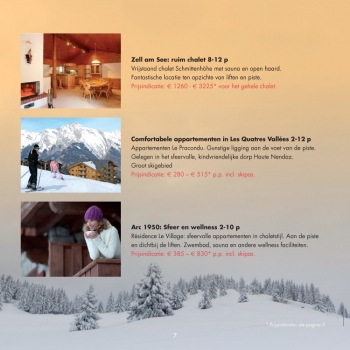 Zell am See: ruim chalet 8-12 p
Vrijstaand chalet Schmittenhöhe met sauna en open haard.
Fantastische locatie ten opzichte van liften en piste.
Prijsindicatie: € 1260 - € 3225* voor het gehele chalet.
Comfortabele appartementen in Les Quatres Vallées 2-12 p
Appartementen Le Pracondu. Gunstige ligging aan de voet van de piste.
Gelegen in het sfeervolle, kindvriendelijke dorp Haute Nendaz.
Groot skigebied
Prijsindicatie: € 280 – € 515* p.p. incl. skipas.
Arc 1950: Sfeer en wellness 2-10 p
Résidence Le Village: sfeervolle appartementen in chaletstijl. Aan de piste
en dichtbij de liften. Zwembad, sauna en andere wellness faciliteiten.
Prijsindicatie: € 385 – € 830* p.p. incl. skipas.
* Prijsindicatie: zie pagina 2
7